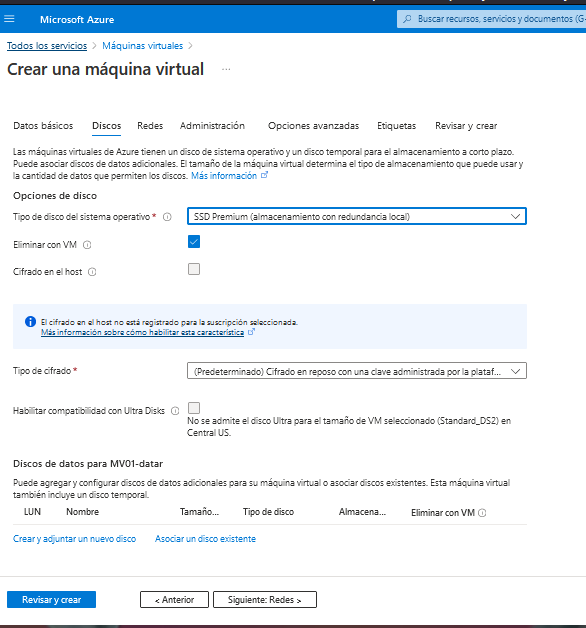 Microsoft Azure
Buscar recursos, servicios y documentos (G+
Todos los servicios > Máquinas virtuales >
Crear una máquina virtual ...
Datos básicos Discos Redes Administración Opciones avanzadas Etiquetas Revisar y crear
Las máquinas virtuales de Azure tienen un disco de sistema operativo y un disco temporal para el almacenamiento a corto plazo.
Puede asociar discos de datos adicionales. El tamaño de la máquina virtual determina el tipo de almacenamiento que puede usar y
la cantidad de datos que permiten los discos. Más información
Opciones de disco
Tipo de disco del sistema operativo * SSD Premium (almacenamiento con redundancia local)
Eliminar con VM
Cifrado en el host
El cifrado en el host no está registrado para la suscripción seleccionada.
Más información sobre cómo habilitar esta característica
Tipo de cifrado * (Predeterminado) Cifrado en reposo con una clave administrada por la plataf...
Habilitar compatibilidad con Ultra Disks
No se admite el disco Ultra para el tamaño de VM seleccionado (Standard_DS2) en
Central US.
Discos de datos para MV01-datar
Puede agregar y configurar discos de datos adicionales para su máquina virtual o asociar discos existentes. Esta máquina virtual
también incluye un disco temporal.
LUN Nombre Tamaño... Tipo de disco Almacena... Eliminar con VM
Crear y adjuntar un nuevo disco Asociar un disco existente
Revisar y crear < Anterior Siguiente: Redes >